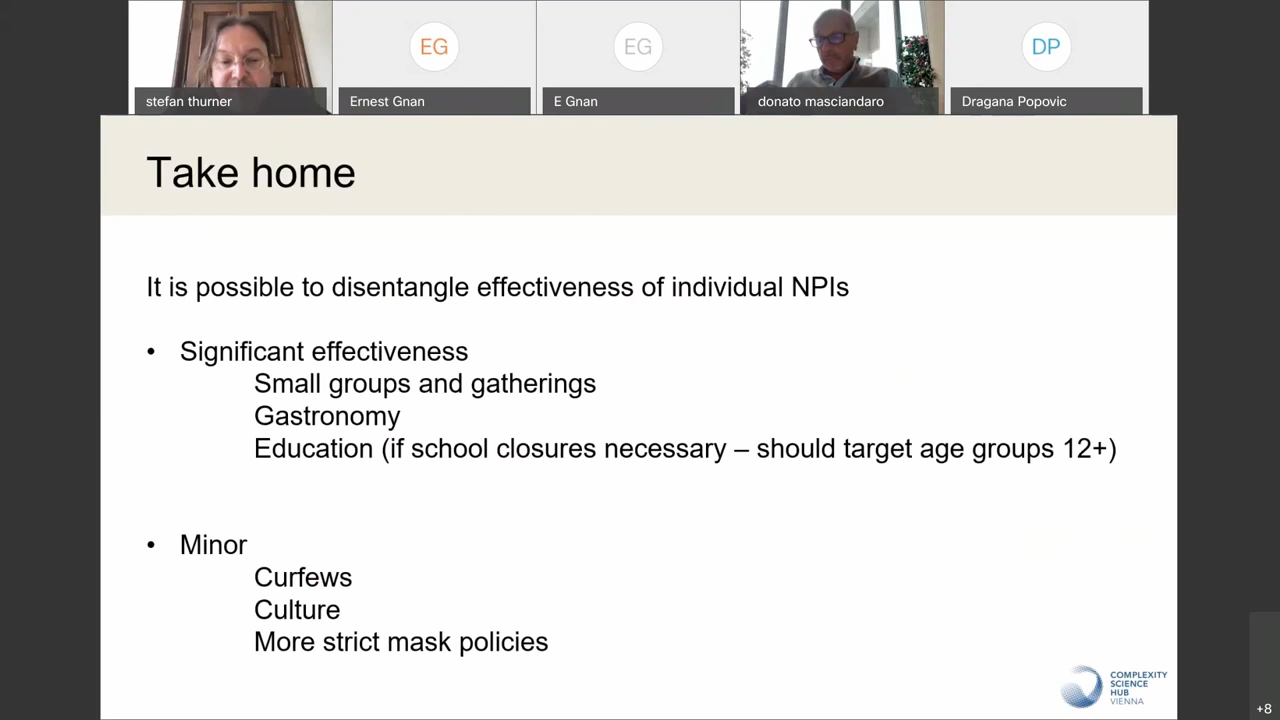 EG
EG
DP
stefan thurner
Ernest Gnan
E Gnan
donato masciandaro
Dragana Popovic
Take home
It is possible to disentangle effectiveness of individual NPIs
• Significant effectiveness
Small groups and gatherings
Gastronomy
Education (if school closures necessary – should target age groups 12+)
• Minor
Curfews
Culture
More strict mask policies
COMPLEXITY
SCIENCE
HUB
VIENNA
+8